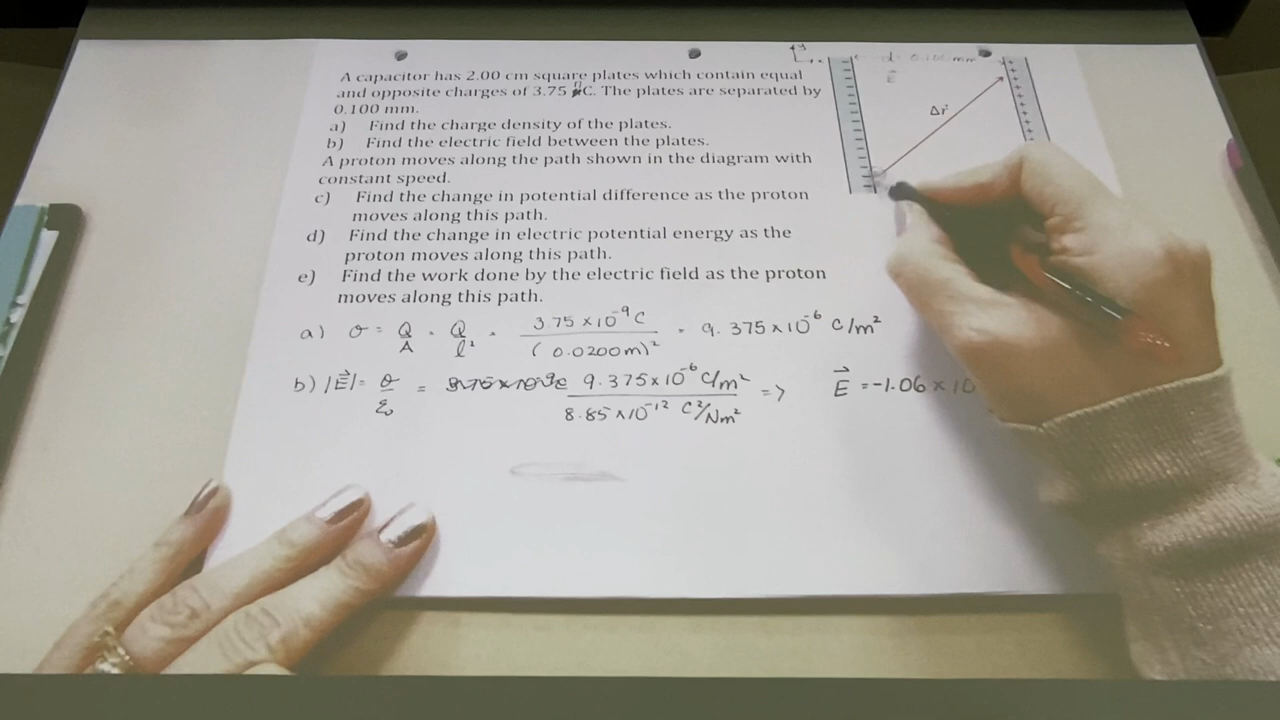 A capacitor has 2.00 cm square plates which contain equal
and opposite charges of 3.75 nC. The plates are separated by
0.100 mm.
a) Find the charge density of the plates.
b) Find the electric field between the plates.
A proton moves along the path shown in the diagram with
constant speed.
c) Find the change in potential difference as the proton
moves along this path.
d) Find the change in electric potential energy as the
proton moves along this path.
e) Find the work done by the electric field as the proton
moves along this path.
y
d= 0.100 mm
E⃗
Δr⃗
a) σ = Q/A = Q/l² = 3.75 x 10⁻⁹ C / (0.0200m)² = 9.375 x 10⁻⁶ C/m²
b) |E⃗| = σ/ε₀ = 9.375 x 10⁻⁶ C/m² / 8.85 x 10⁻¹² C²/Nm² => E⃗ = -1.06 x 10